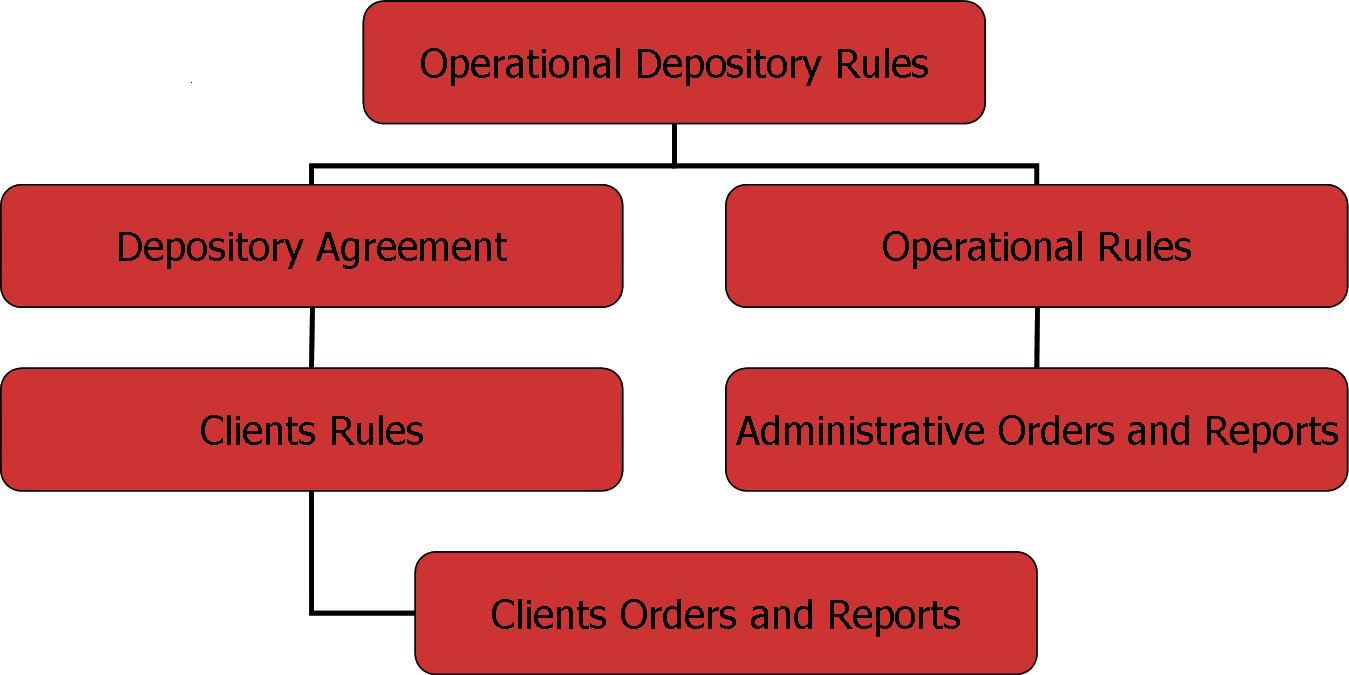 Operational Depository Rules
Depository Agreement
Operational Rules
Clients Rules
Administrative Orders and Reports
Clients Orders and Reports